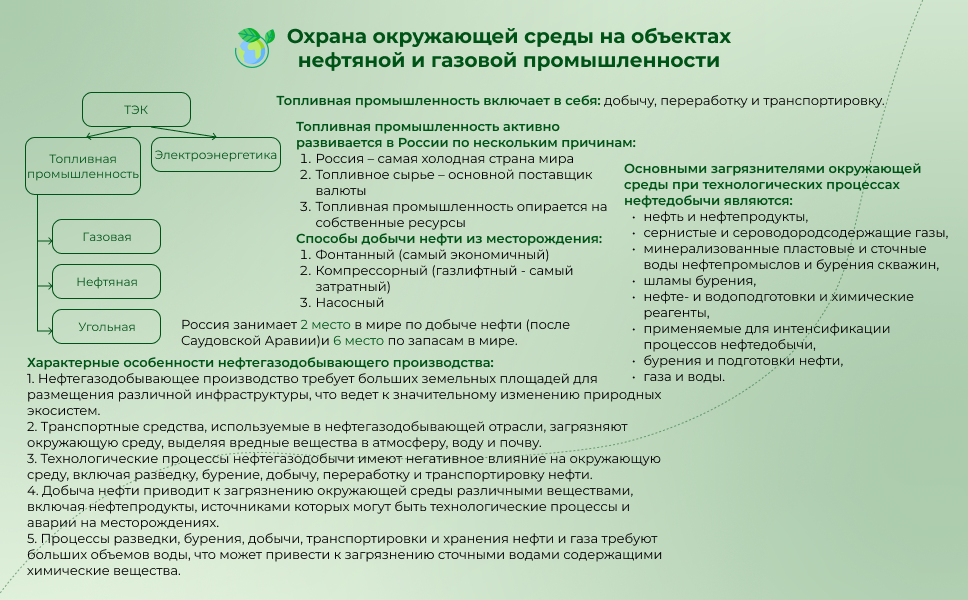 Охрана окружающей среды на объектах
нефтяной и газовой промышленности
ТЭК
Топливная
промышленность
Электроэнергетика
Газовая
Нефтяная
Угольная
Топливная промышленность включает в себя: добычу, переработку и транспортировку.
Топливная промышленность активно
развивается в России по нескольким причинам:
1. Россия – самая холодная страна мира
2. Топливное сырье – основной поставщик
валюты
3. Топливная промышленность опирается на
собственные ресурсы
Способы добычи нефти из месторождения:
1. Фонтанный (самый экономичный)
2. Компрессорный (газлифтный - самый
затратный)
3. Насосный
Россия занимает 2 место в мире по добыче нефти (после
Саудовской Аравии)и 6 место по запасам в мире.
Основными загрязнителями окружающей
среды при технологических процессах
нефтедобычи являются:
• нефть и нефтепродукты,
• сернистые и сероводородсодержащие газы,
• минерализованные пластовые и сточные
воды нефтепромыслов и бурения скважин,
• шламы бурения,
• нефте- и водоподготовки и химические
реагенты,
• применяемые для интенсификации
процессов нефтедобычи,
• бурения и подготовки нефти,
• газа и воды.
Характерные особенности нефтегазодобывающего производства:
1. Нефтегазодобывающее производство требует больших земельных площадей для
размещения различной инфраструктуры, что ведет к значительному изменению природных
экосистем.
2. Транспортные средства, используемые в нефтегазодобывающей отрасли, загрязняют
окружающую среду, выделяя вредные вещества в атмосферу, воду и почву.
3. Технологические процессы нефтегазодобычи имеют негативное влияние на окружающую
среду, включая разведку, бурение, добычу, переработку и транспортировку нефти.
4. Добыча нефти приводит к загрязнению окружающей среды различными веществами,
включая нефтепродукты, источниками которых могут быть технологические процессы и
аварии на месторождениях.
5. Процессы разведки, бурения, добычи, транспортировки и хранения нефти и газа требуют
больших объемов воды, что может привести к загрязнению сточными водами содержащими
химические вещества.